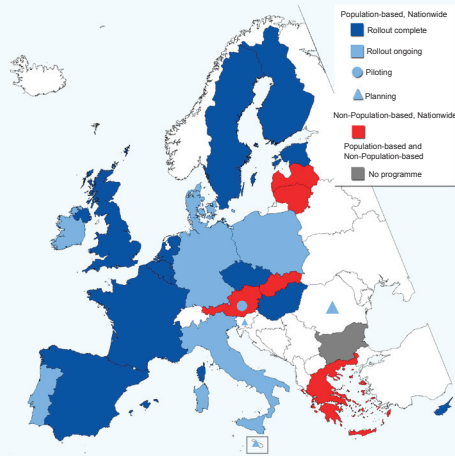 Population-based, Nationwide
Rollout complete
Rollout ongoing
Piloting
Planning
Non-Population-based, Nationwide
Population-based and
Non-Population-based
No programme